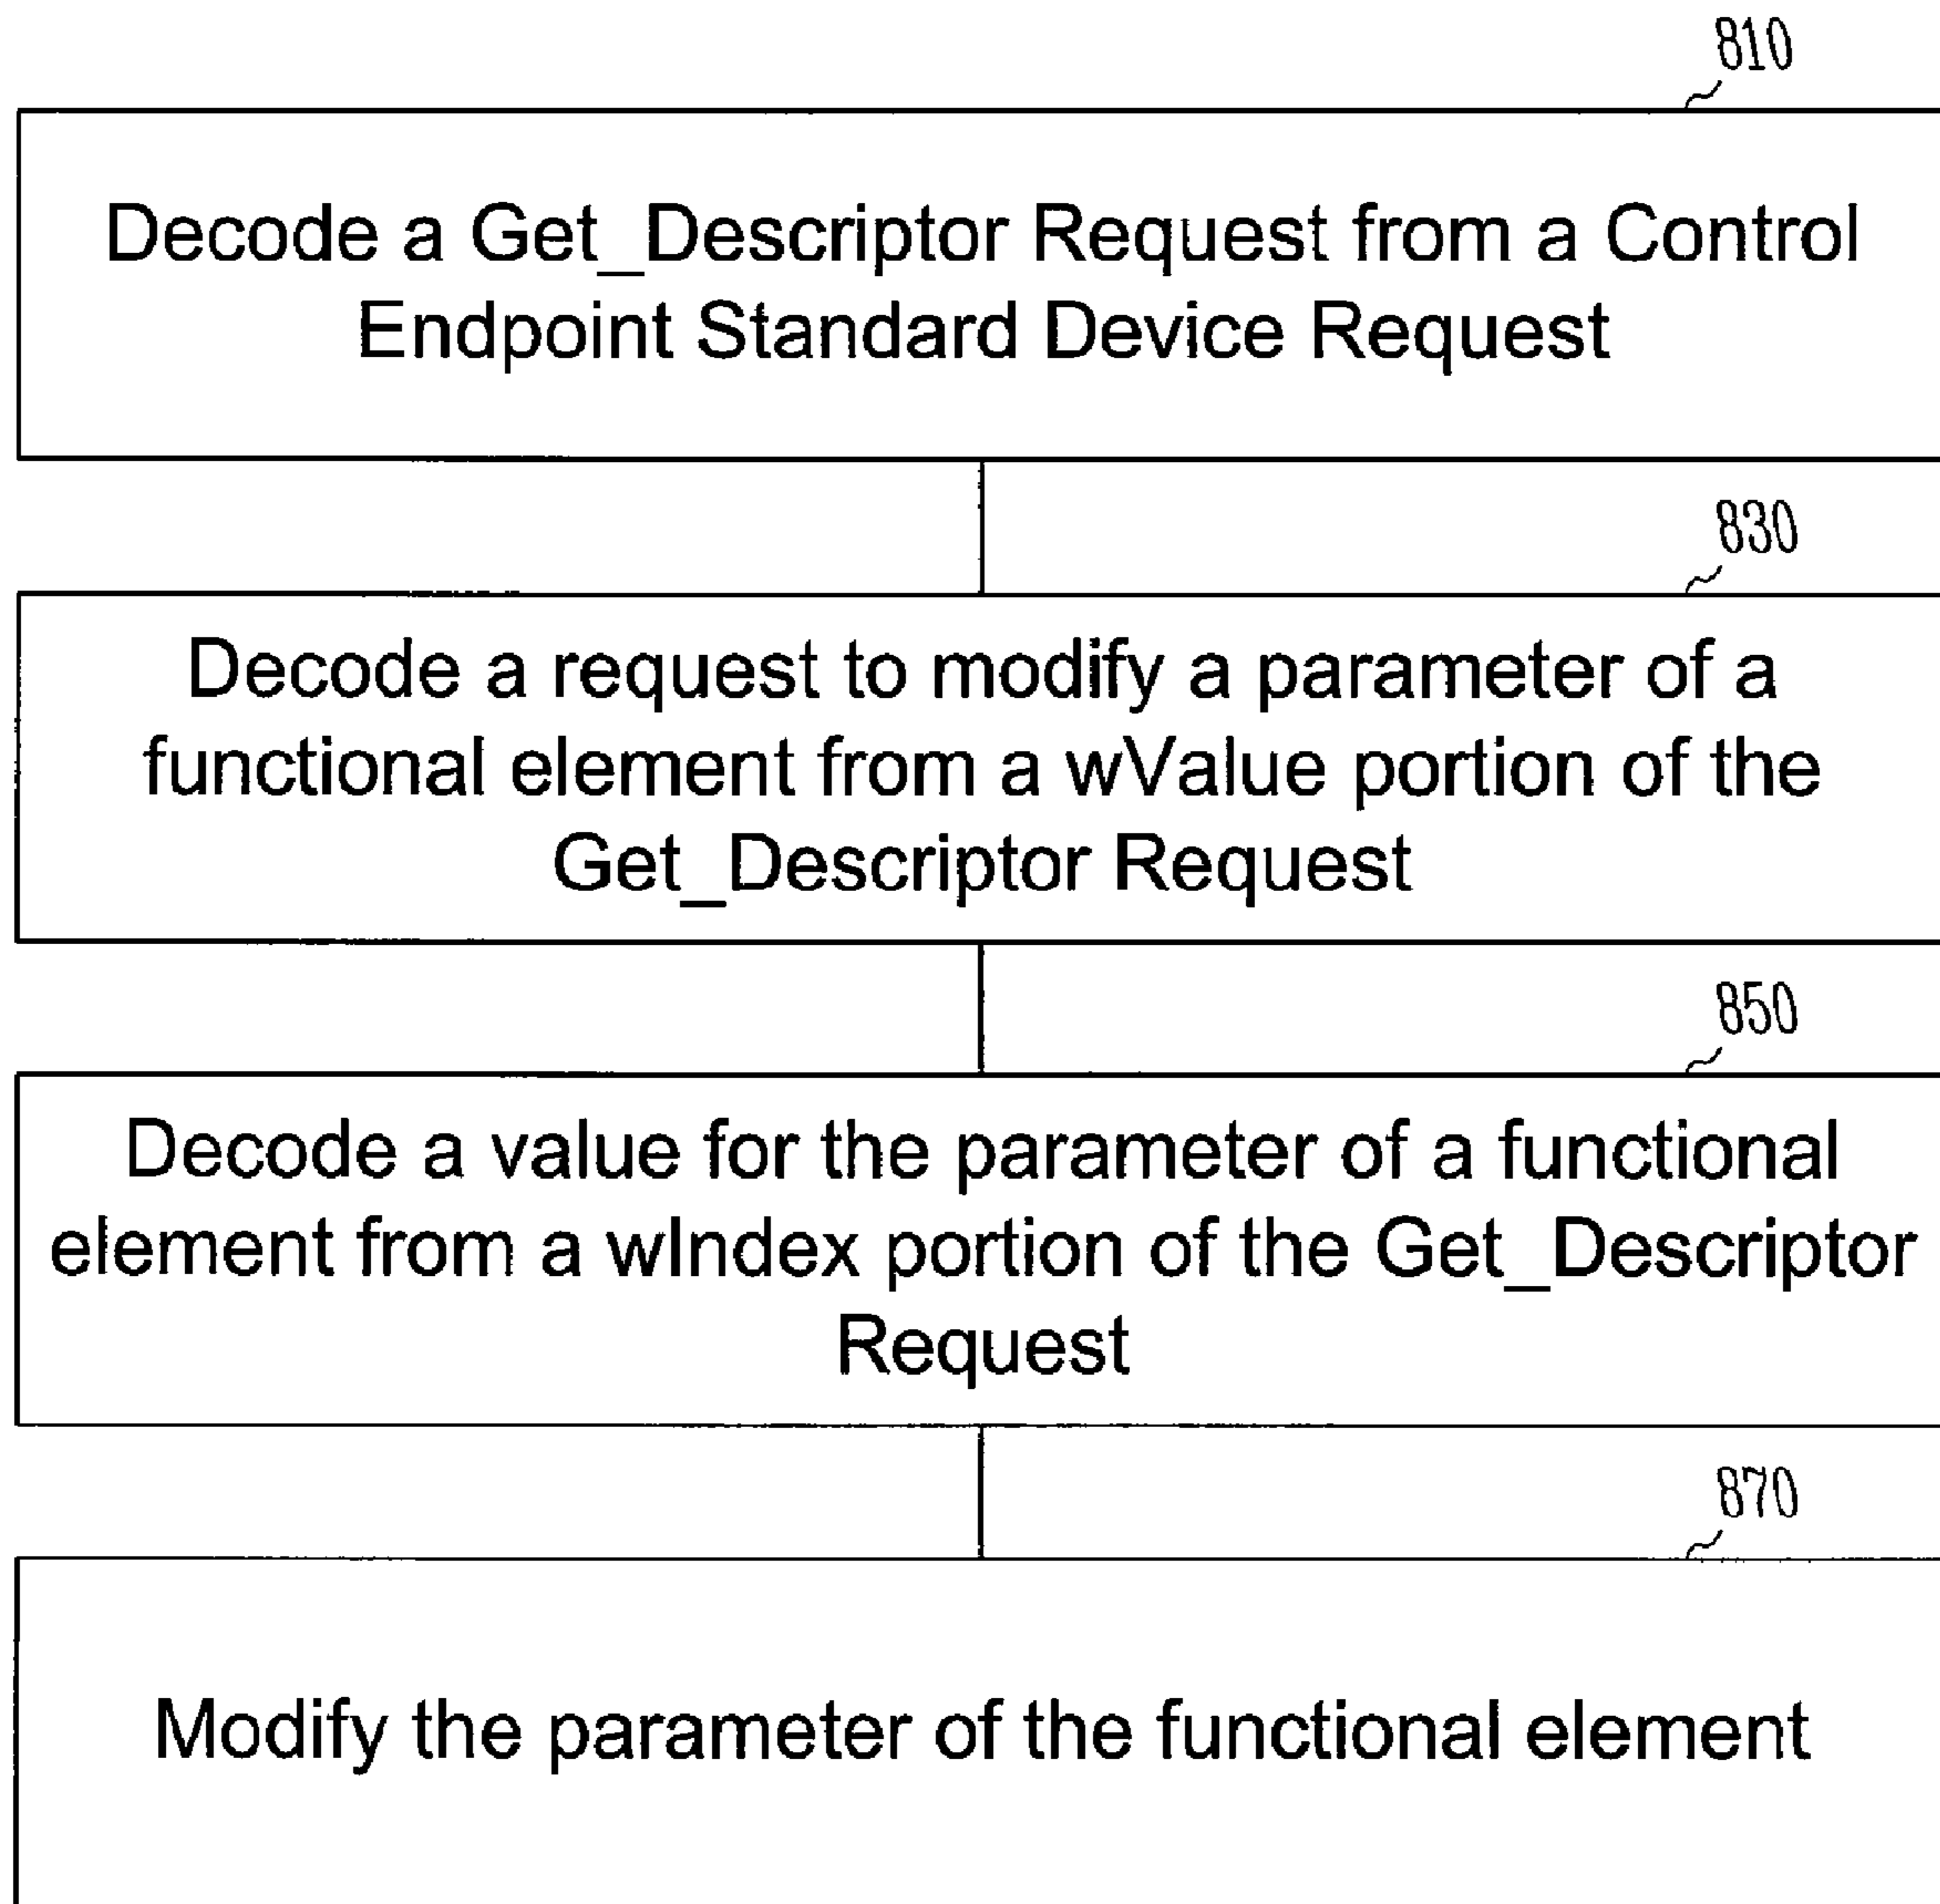 810
Decode a Get_Descriptor Request from a Control
Endpoint Standard Device Request
830
Decode a request to modify a parameter of a
functional element from a wValue portion of the
Get_Descriptor Request
850
Decode a value for the parameter of a functional
element from a wIndex portion of the Get_Descriptor
Request
870
Modify the parameter of the functional element